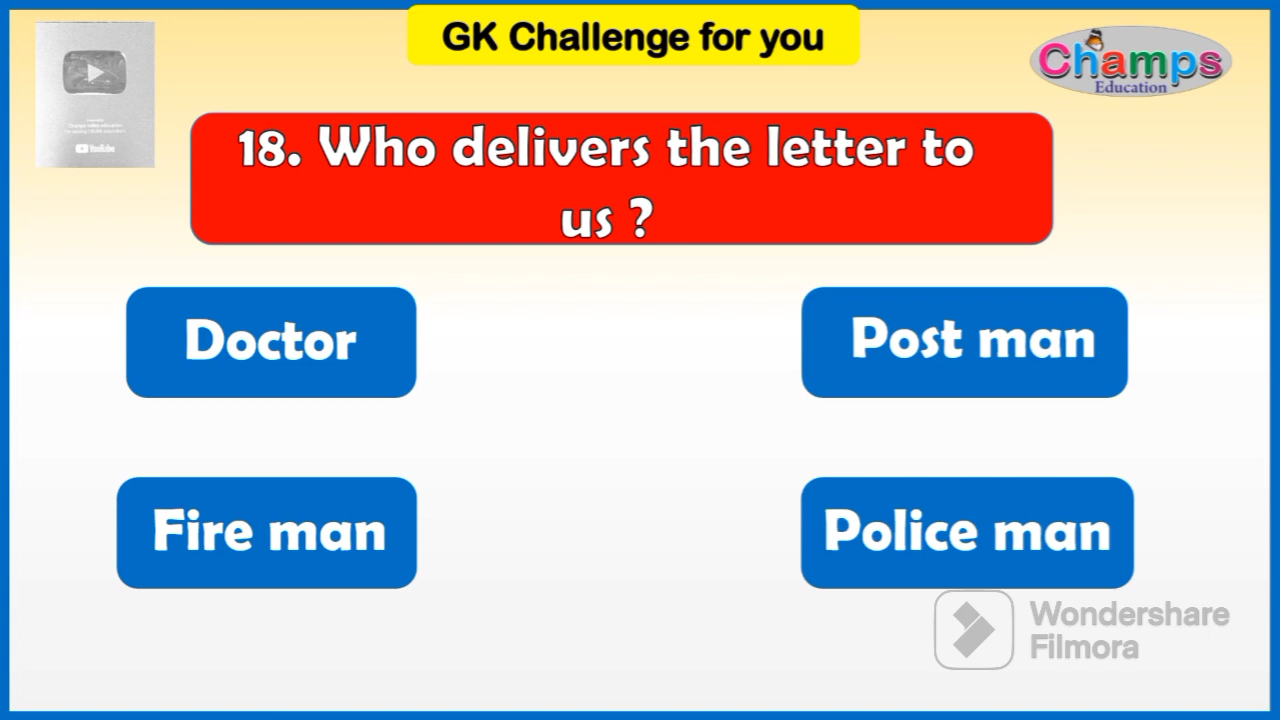 GK Challenge for you
Champs
Education
YouTube
18. Who delivers the letter to
us ?
Doctor
Post man
Fire man
Police man
Wondershare
Filmora